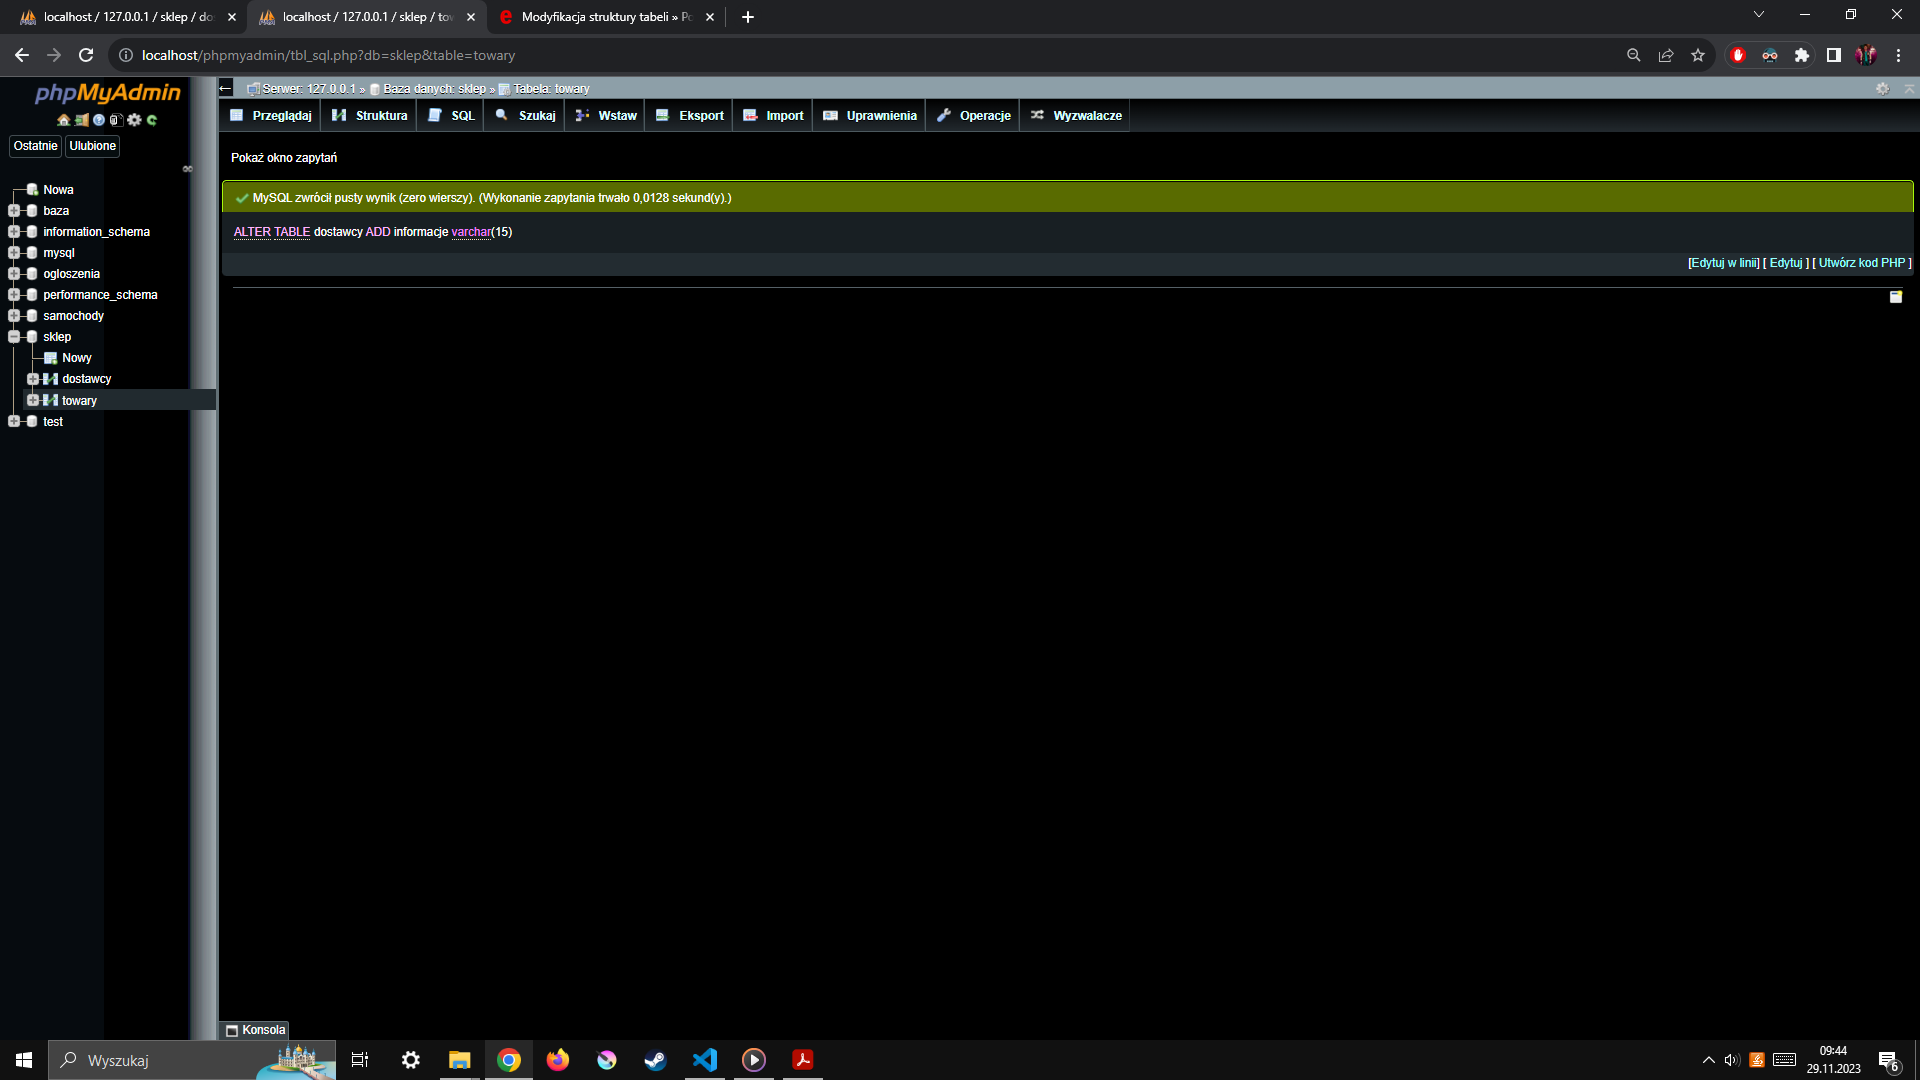 localhost / 127.0.0.1 / sklep / do
localhost / 127.0.0.1 / sklep / tow
Modyfikacja struktury tabeli » Po
localhost/phpmyadmin/tbl_sql.php?db=sklep&table=towary
phpMyAdmin
Ostatnie Ulubione
Nowa
baza
information_schema
mysql
ogloszenia
performance_schema
samochody
sklep
Nowy
dostawcy
towary
test
Serwer: 127.0.0.1 » Baza danych: sklep » Tabela: towary
Przeglądaj Struktura SQL Szukaj Wstaw Eksport Import Uprawnienia Operacje Wyzwalacze
Pokaż okno zapytań
MySQL zwrócił pusty wynik (zero wierszy). (Wykonanie zapytania trwało 0,0128 sekund(y).)
ALTER TABLE dostawcy ADD informacje varchar(15)
[Edytuj w linii] [ Edytuj ] [ Utwórz kod PHP ]
Konsola
Wyszukaj
09:44
29.11.2023
6